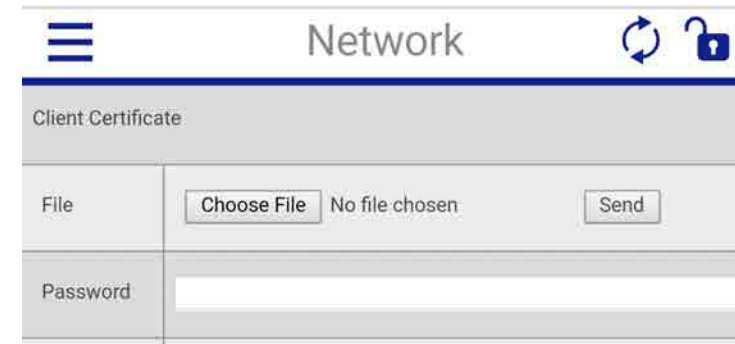 Network
Client Certificate
File Choose File No file chosen Send
Password